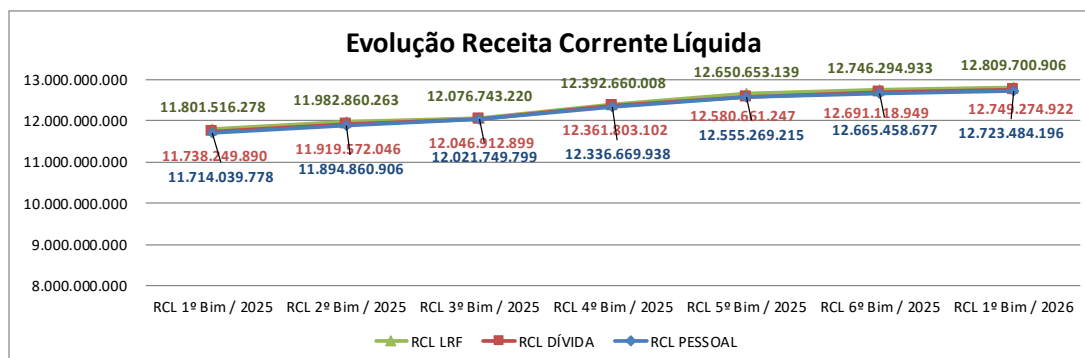 Evolução Receita Corrente Líquida
13.000.000.000
12.000.000.000
11.000.000.000
10.000.000.000
9.000.000.000
8.000.000.000
11.801.516.278
11.982.860.263
12.076.743.220
12.392.660.008
12.650.653.139
12.746.294.933
12.809.700.906
11.738.249.890
11.919.572.046
12.046.912.899
12.361.803.102
12.580.661.247
12.691.118.949
12.749.274.922
11.714.039.778
11.894.860.906
12.021.749.799
12.336.669.938
12.555.269.215
12.665.458.677
12.723.484.196
RCL 1º Bim / 2025
RCL 2º Bim / 2025
RCL 3º Bim / 2025
RCL 4º Bim / 2025
RCL 5º Bim / 2025
RCL 6º Bim / 2025
RCL 1º Bim / 2026
RCL LRF
RCL DÍVIDA
RCL PESSOAL